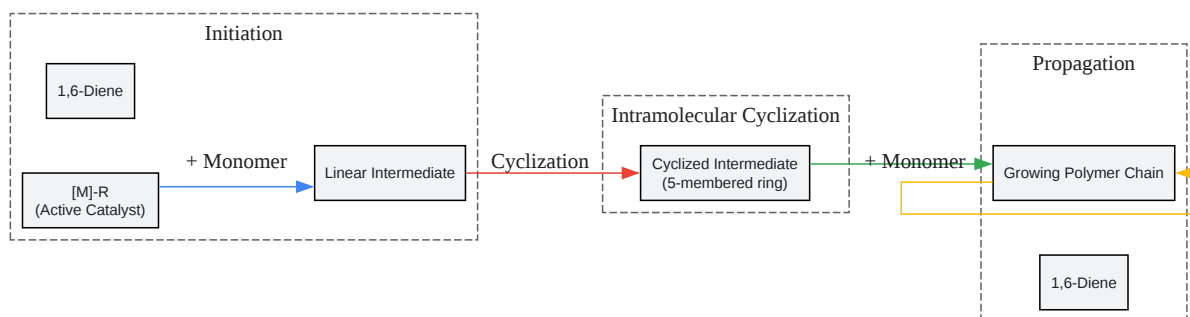 Initiation
1,6-Diene
[M]-R
(Active Catalyst)
+ Monomer
Linear Intermediate
Cyclization
Intramolecular Cyclization
Cyclized Intermediate
(5-membered ring)
+ Monomer
Propagation
Growing Polymer Chain
1,6-Diene